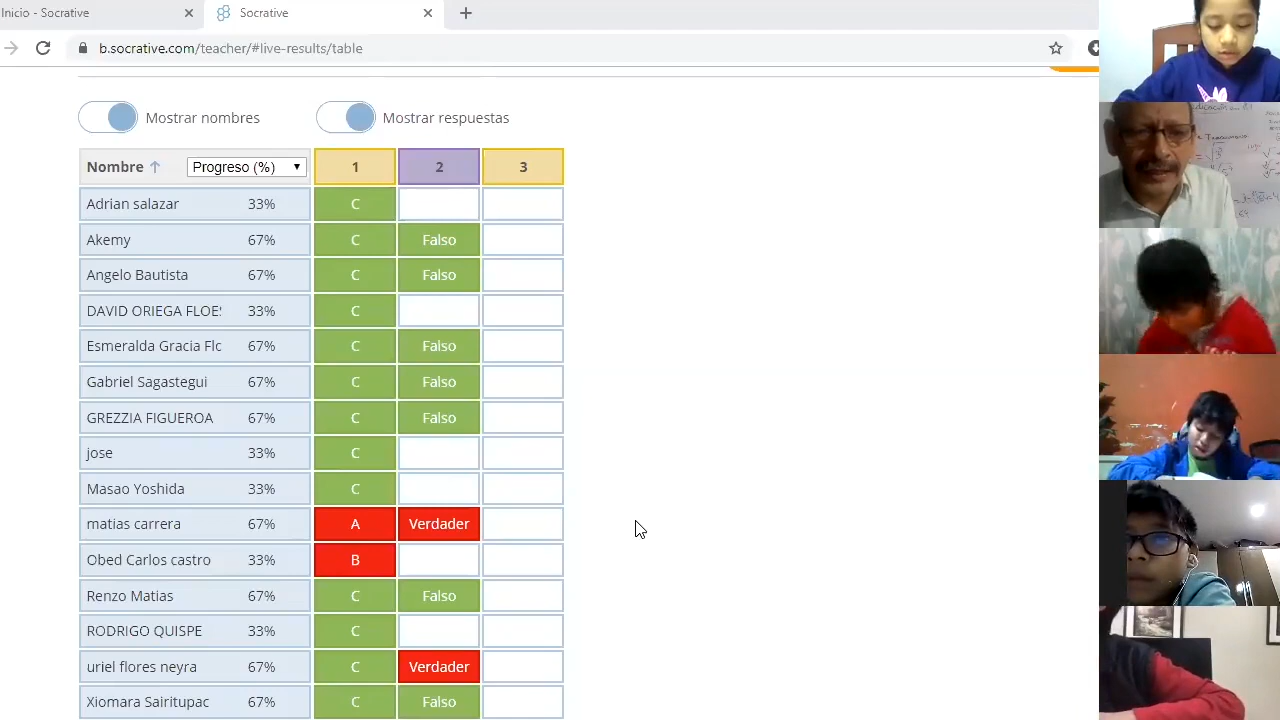 Inicio - Socrative
Socrative
b.socrative.com/teacher/#live-results/table
Mostrar nombres
Mostrar respuestas
Nombre Progreso (%) 1 2 3
Adrian salazar 33% C
Akemy 67% C Falso
Angelo Bautista 67% C Falso
DAVID ORIEGA FLOES 33% C
Esmeralda Gracia Flo 67% C Falso
Gabriel Sagastegui 67% C Falso
GREZZIA FIGUEROA 67% C Falso
jose 33% C
Masao Yoshida 33% C
matias carrera 67% A Verdader
Obed Carlos castro 33% B
Renzo Matias 67% C Falso
RODRIGO QUISPE 33% C
uriel flores neyra 67% C Verdader
Xiomara Sairitupac 67% C Falso